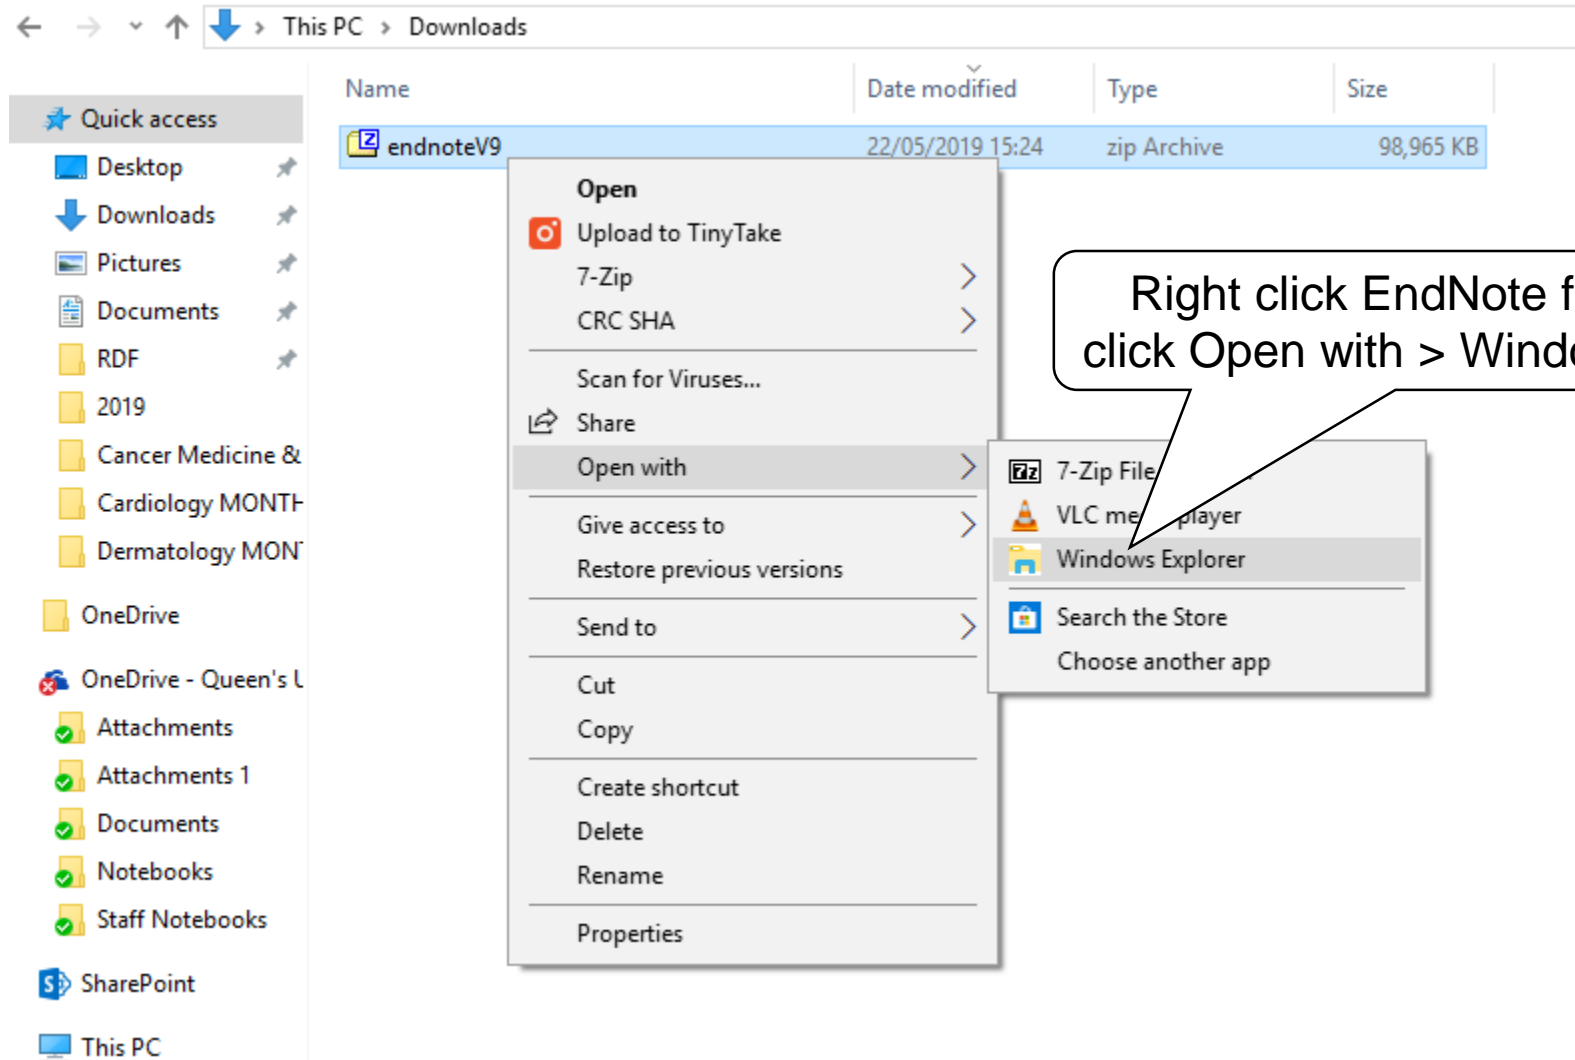 This PC > Downloads
Name Date modified Type Size
Quick access
Desktop
Downloads
Pictures
Documents
RDF
2019
Cancer Medicine &
Cardiology MONTH
Dermatology MON
OneDrive
OneDrive - Queen's
Attachments
Attachments 1
Documents
Notebooks
Staff Notebooks
SharePoint
This PC
endnoteV9 22/05/2019 15:24 zip Archive 98,965 KB
Open
Upload to TinyTake
7-Zip
CRC SHA
Scan for Viruses...
Share
Open with
Give access to
Restore previous versions
Send to
Cut
Copy
Create shortcut
Delete
Rename
Properties
7-Zip File
VLC player
Windows Explorer
Search the Store
Choose another app
Right click EndNote
click Open with >